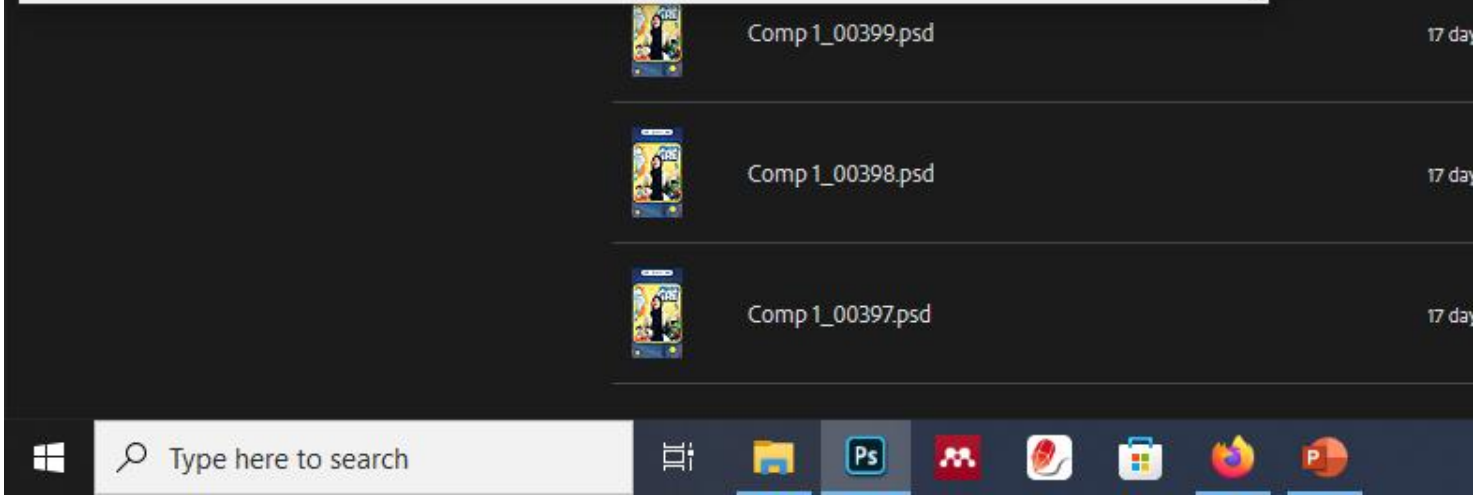 Comp 1_00399.psd
17 day
Comp 1_00398.psd
17 day
Comp 1_00397.psd
17 day
Type here to search
Ps
P